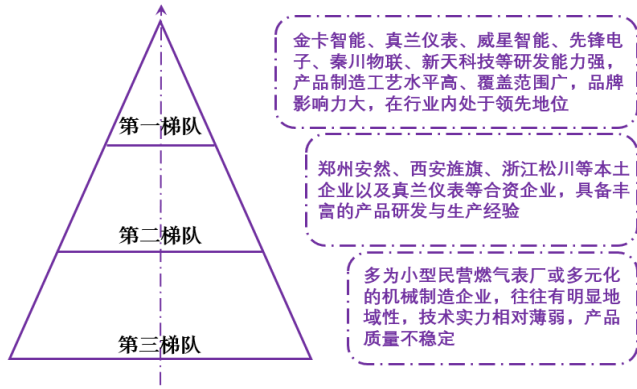 金卡智能、真兰仪表、威星智能、先锋电
子、秦川物联、新天科技等研发能力强，
产品制造工艺水平高、覆盖范围广，品牌
影响力大，在行业内处于领先地位
第一梯队
郑州安然、西安旌旗、浙江松川等本土
企业以及真兰仪表等合资企业，具备丰
富的产品研发与生产经验
第二梯队
多为小型民营燃气表厂或多元化
的机械制造企业，往往有明显地
域性，技术实力相对薄弱，产品
质量不稳定
第三梯队